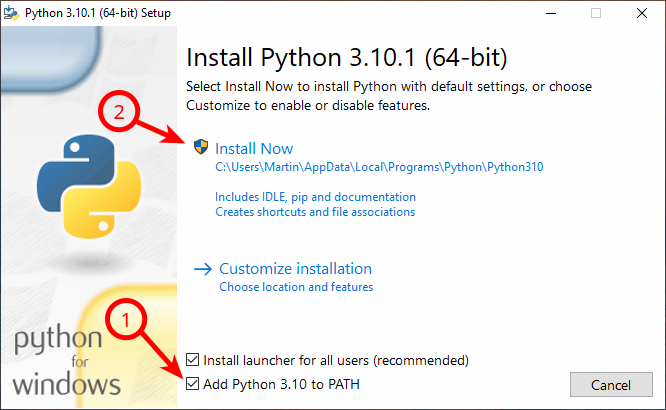 Python 3.10.1 (64-bit) Setup
Install Python 3.10.1 (64-bit)
Select Install Now to install Python with default settings, or choose
Customize to enable or disable features.
2
Install Now
C:\Users\Martin\AppData\Local\Programs\Python\Python310
Includes IDLE, pip and documentation
Creates shortcuts and file associations
Customize installation
Choose location and features
1
python
for
windows
Install launcher for all users (recommended)
Add Python 3.10 to PATH
Cancel